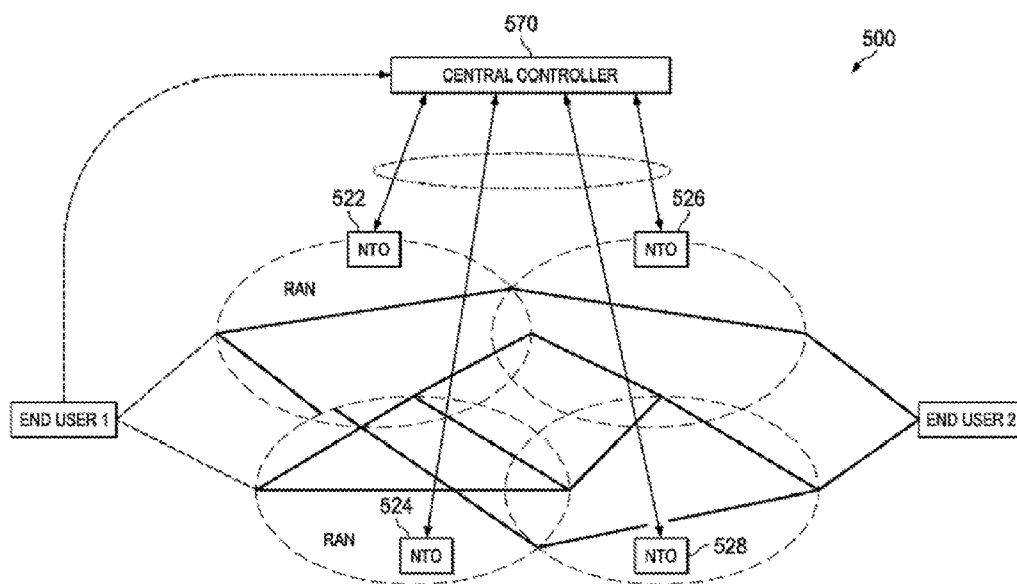 570
500
CENTRAL CONTROLLER
522
526
NTO
NTO
RAN
END USER 1
END USER 2
524
RAN
NTO
NTO
528